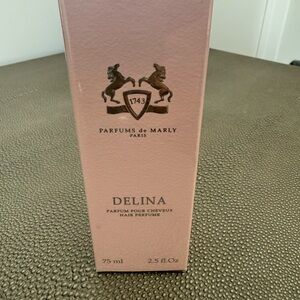 1743
PARFUMS de MARLY
PARIS
DELINA
PARFUM POUR CHEVEUX
HAIR PERFUME
75 ml 2.5 fl.Oz